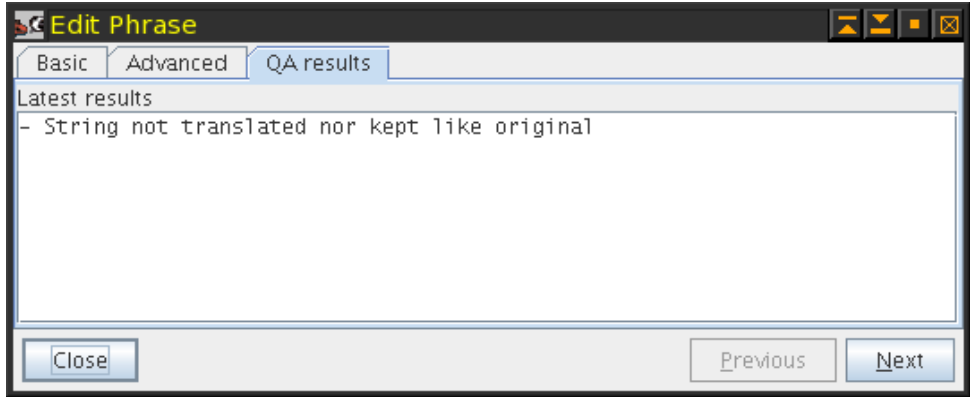 Edit Phrase
Basic Advanced QA results
Latest results
- String not translated nor kept like original
Close Previous Next